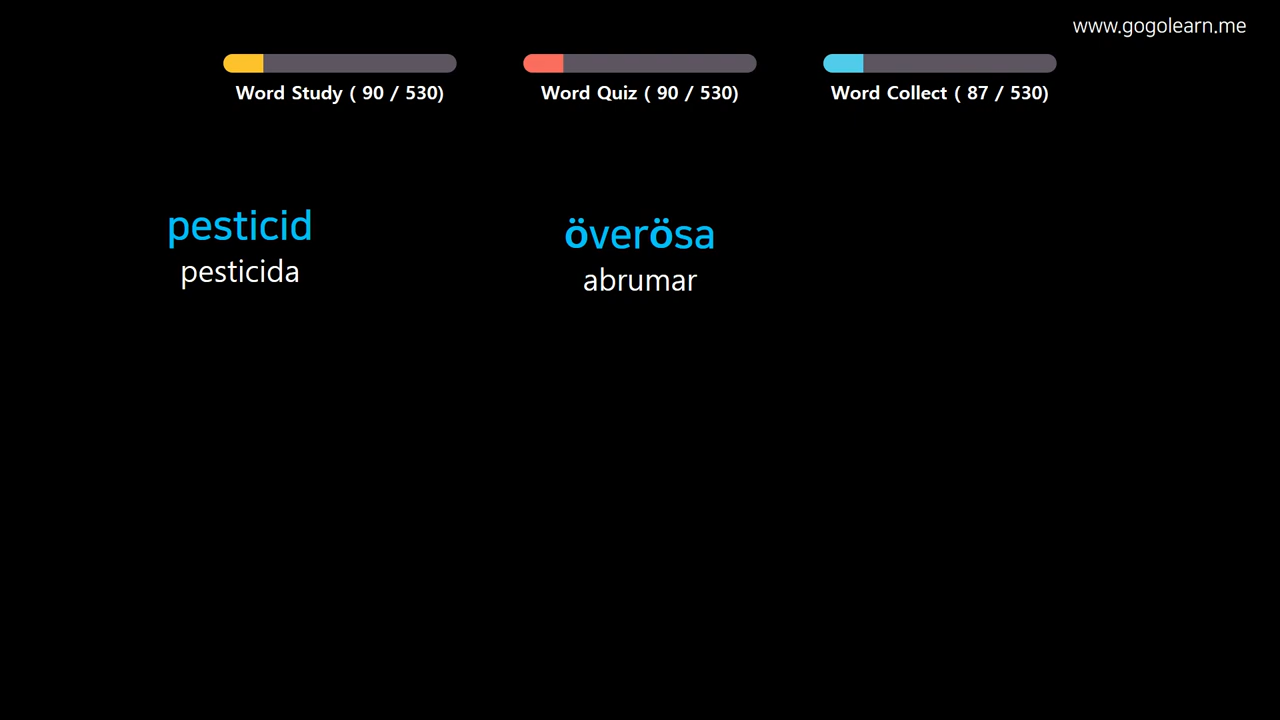 www.gogolearn.me
Word Study ( 90 / 530)
Word Quiz ( 90 / 530)
Word Collect ( 87 / 530)
pesticid
pesticida
överösa
abrumar